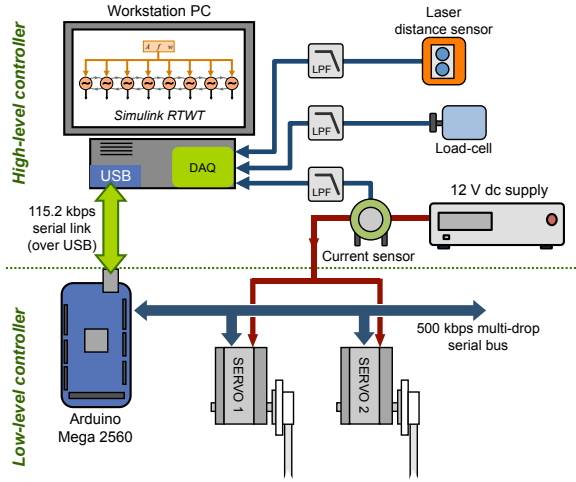 Workstation PC
Laser
distance sensor
High-level controller
A f w
Simulink RTWT
LPF
LPF
Load-cell
USB
DAQ
LPF
115.2 kbps
serial link
(over USB)
12 V dc supply
Current sensor
Low-level controller
500 kbps multi-drop
serial bus
SERVO 1
SERVO 2
Arduino
Mega 2560